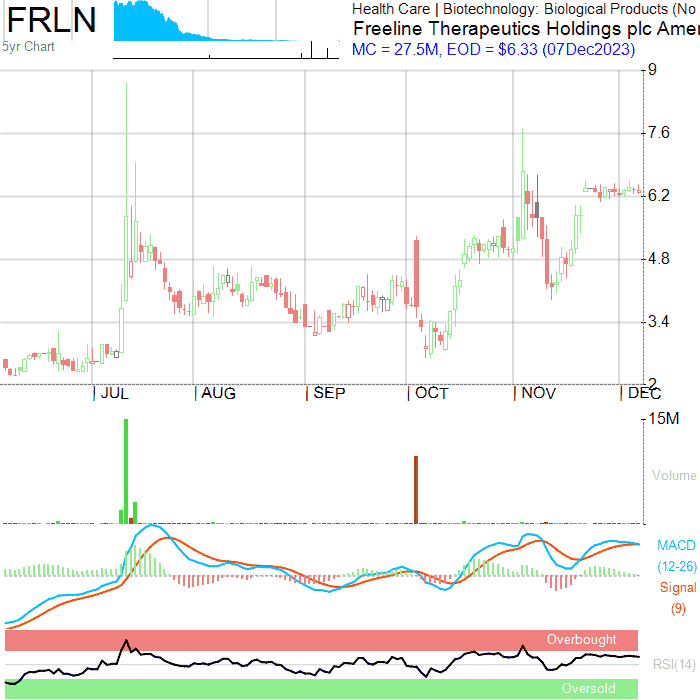 FRLN
5yr Chart
Health Care | Biotechnology: Biological Products (No
Freeline Therapeutics Holdings plc Amer
MC = 27.5M, EOD = $6.33 (07Dec2023)
9
7.6
6.2
4.8
3.4
2
JUL AUG SEP OCT NOV DEC
15M
Volume
MACD
(12-26)
Signal
(9)
Overbought
RSI(14)
Oversold